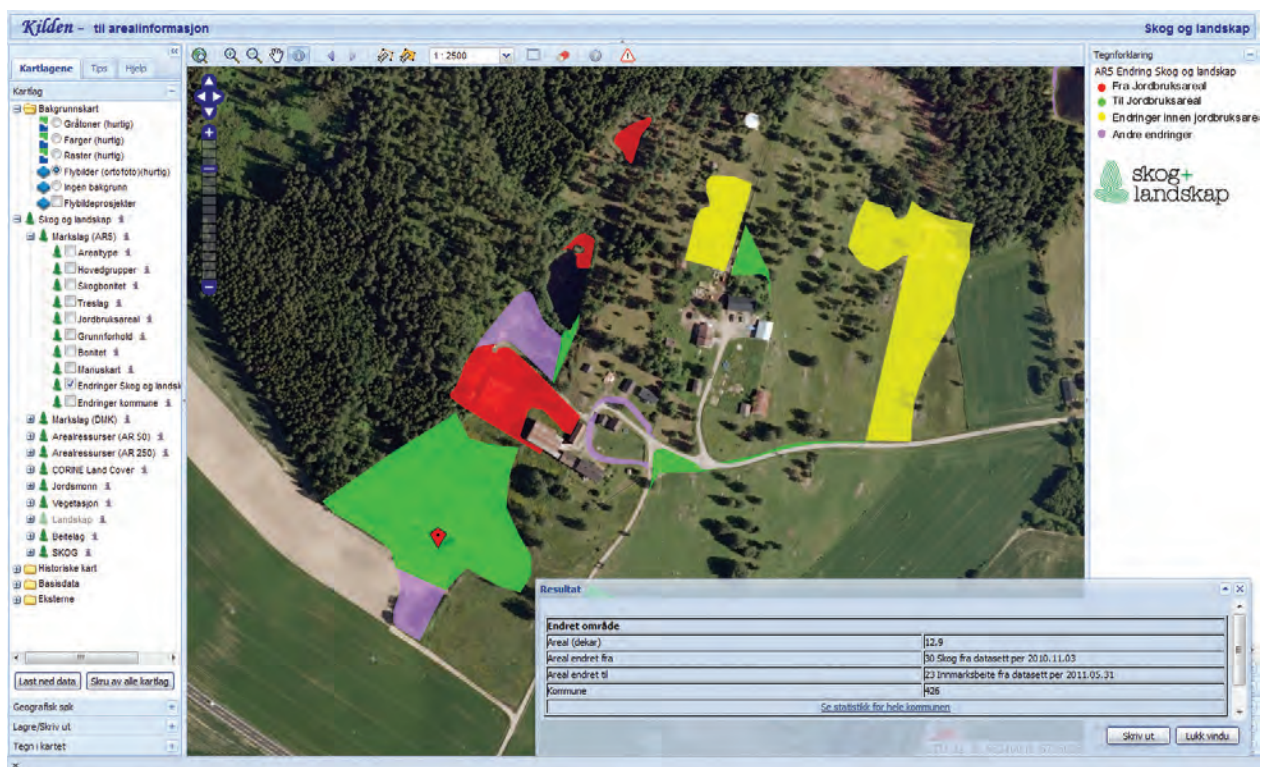 Kilden - til arealinformasjon
Skog og landskap
Kartlagene Tips Hjelp
1:2500
Kartlag
Bakgrunnskart
Gråtoner (hurtig)
Farger (hurtig)
Raster (hurtig)
Flybilder (ortofoto)(hurtig)
Ingen bakgrunn
Flybildeprosjekter
Skog og landskap i
Markslag (AR5) i
Arealtype i
Hovedgrupper i
Skogbonitet i
Treslag i
Jordbruksareal i
Grunnforhold i
Bonitet i
Manuskart i
Endringer Skog og landsk
Endringer kommune i
Markslag (DMK) i
Arealressurser (AR 50) i
Arealressurser (AR 250) i
CORINE Land Cover i
Jordsmonn i
Vegetasjon i
Landskap i
Beitelag i
SKOG i
Historiske kart
Basisdata
Eksterne
Last ned data Skru av alle kartlag
Geografisk søk
Lagre/Skriv ut
Tegn i kartet
Tegnforklaring
AR5 Endring Skog og landskap
Fra Jordbruksareal
Til Jordbruksareal
Endringer innen jordbruksare
Andre endringer
skog+
landskap
Resultat
Endret område
Areal (dekar) 12.9
Areal endret fra 30 Skog fra datasett per 2010.11.03
Areal endret til 23 Innmarksbeite fra datasett per 2011.05.31
Kommune 426
Se statistikk for hele kommunen
Skriv ut Lukk vindu